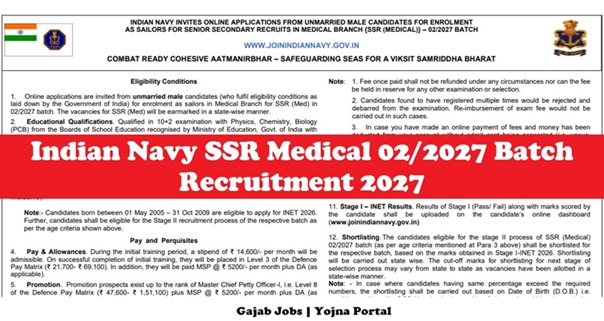 INDIAN NAVY INVITES ONLINE APPLICATIONS FROM UNMARRIED MALE CANDIDATES FOR ENROLMENT
AS SAILORS FOR SENIOR SECONDARY RECRUITS IN MEDICAL BRANCH {SSR (MEDICAL)} – 02/2027 BATCH
WWW.JOININDIANNAVY.GOV.IN
COMBAT READY COHESIVE AATMANIRBHAR – SAFEGUARDING SEAS FOR A VIKSIT SAMRIDDHA BHARAT
Eligibility Conditions
1. Online applications are invited from unmarried male (who fulfil eligibility conditions as
laid down by the Government of India) for enrolment as sailors in Medical Branch for SSR (Med)
02/2027 batch. The vacancies for SSR (Med) will be earmarked in a state-wise manner.
2. Educational Qualifications. Qualified in 10+2 examination with Physics, Chemistry, Biology
(PCB) from the Boards of School Education recognised by Ministry of Education, Govt. of India with
Note:- Candidates born between 01 May 2005 – 31 Oct 2009 are eligible to apply for INET 2026.
Further, candidates shall be eligible for the Stage II recruitment process of the respective batch as
per the age criteria shown above.
Pay and Perquisites
4. Pay & Allowances. During the initial training period, a stipend of ₹ 14,600/- per month will be
admissible. On successful completion of initial training, they will be placed in Level 3 of the Defence
Pay Matrix (₹ 21,700- ₹ 69,100). In addition, they will be paid MSP @ ₹ 5200/- per month plus DA (as
applicable).
5. Promotion. Promotion prospects exist up to the rank of Master Chief Petty Officer-I, i.e. Level 8
of the Defence Pay Matrix (₹ 47,600- ₹ 1,51,100) plus MSP @ ₹ 5200/- per month plus DA (as
Note: 1. Fee once paid shall not be refunded under any circumstances nor can the fee
be held in reserve for any other examination or selection.
2. Candidates found to have registered multiple times would be rejected and
debarred from the examination. Re-imbursement of exam fee would not be
carried out in such cases.
3. In case you have made an online payment of fees and money has been
Indian Navy SSR Medical 02/2027 Batch
Recruitment 2027
11. Stage I – INET Results. Results of Stage I (Pass/ Fail) along with marks scored by
the candidate shall be uploaded on the candidate's online dashboard
(www.joinindiannavy.gov.in)
12. Shortlisting. The candidates eligible for the stage II process of SSR (Medical)
02/2027 batch (as per age criteria mentioned at Para 3 above) shall be shortlisted
for the respective batch, based on the marks obtained in Stage I-INET 2026. Shortlisting
will be carried out state wise. The cut-off marks for shortlisting for next stage of
selection process may vary from state to state as vacancies have been allotted in a
state-wise manner.
Note:- In case where candidates having same percentage exceed the required
numbers, the shortlisting shall be carried out based on Date of Birth (D.O.B) i.e.
Gajab Jobs | Yojna Portal